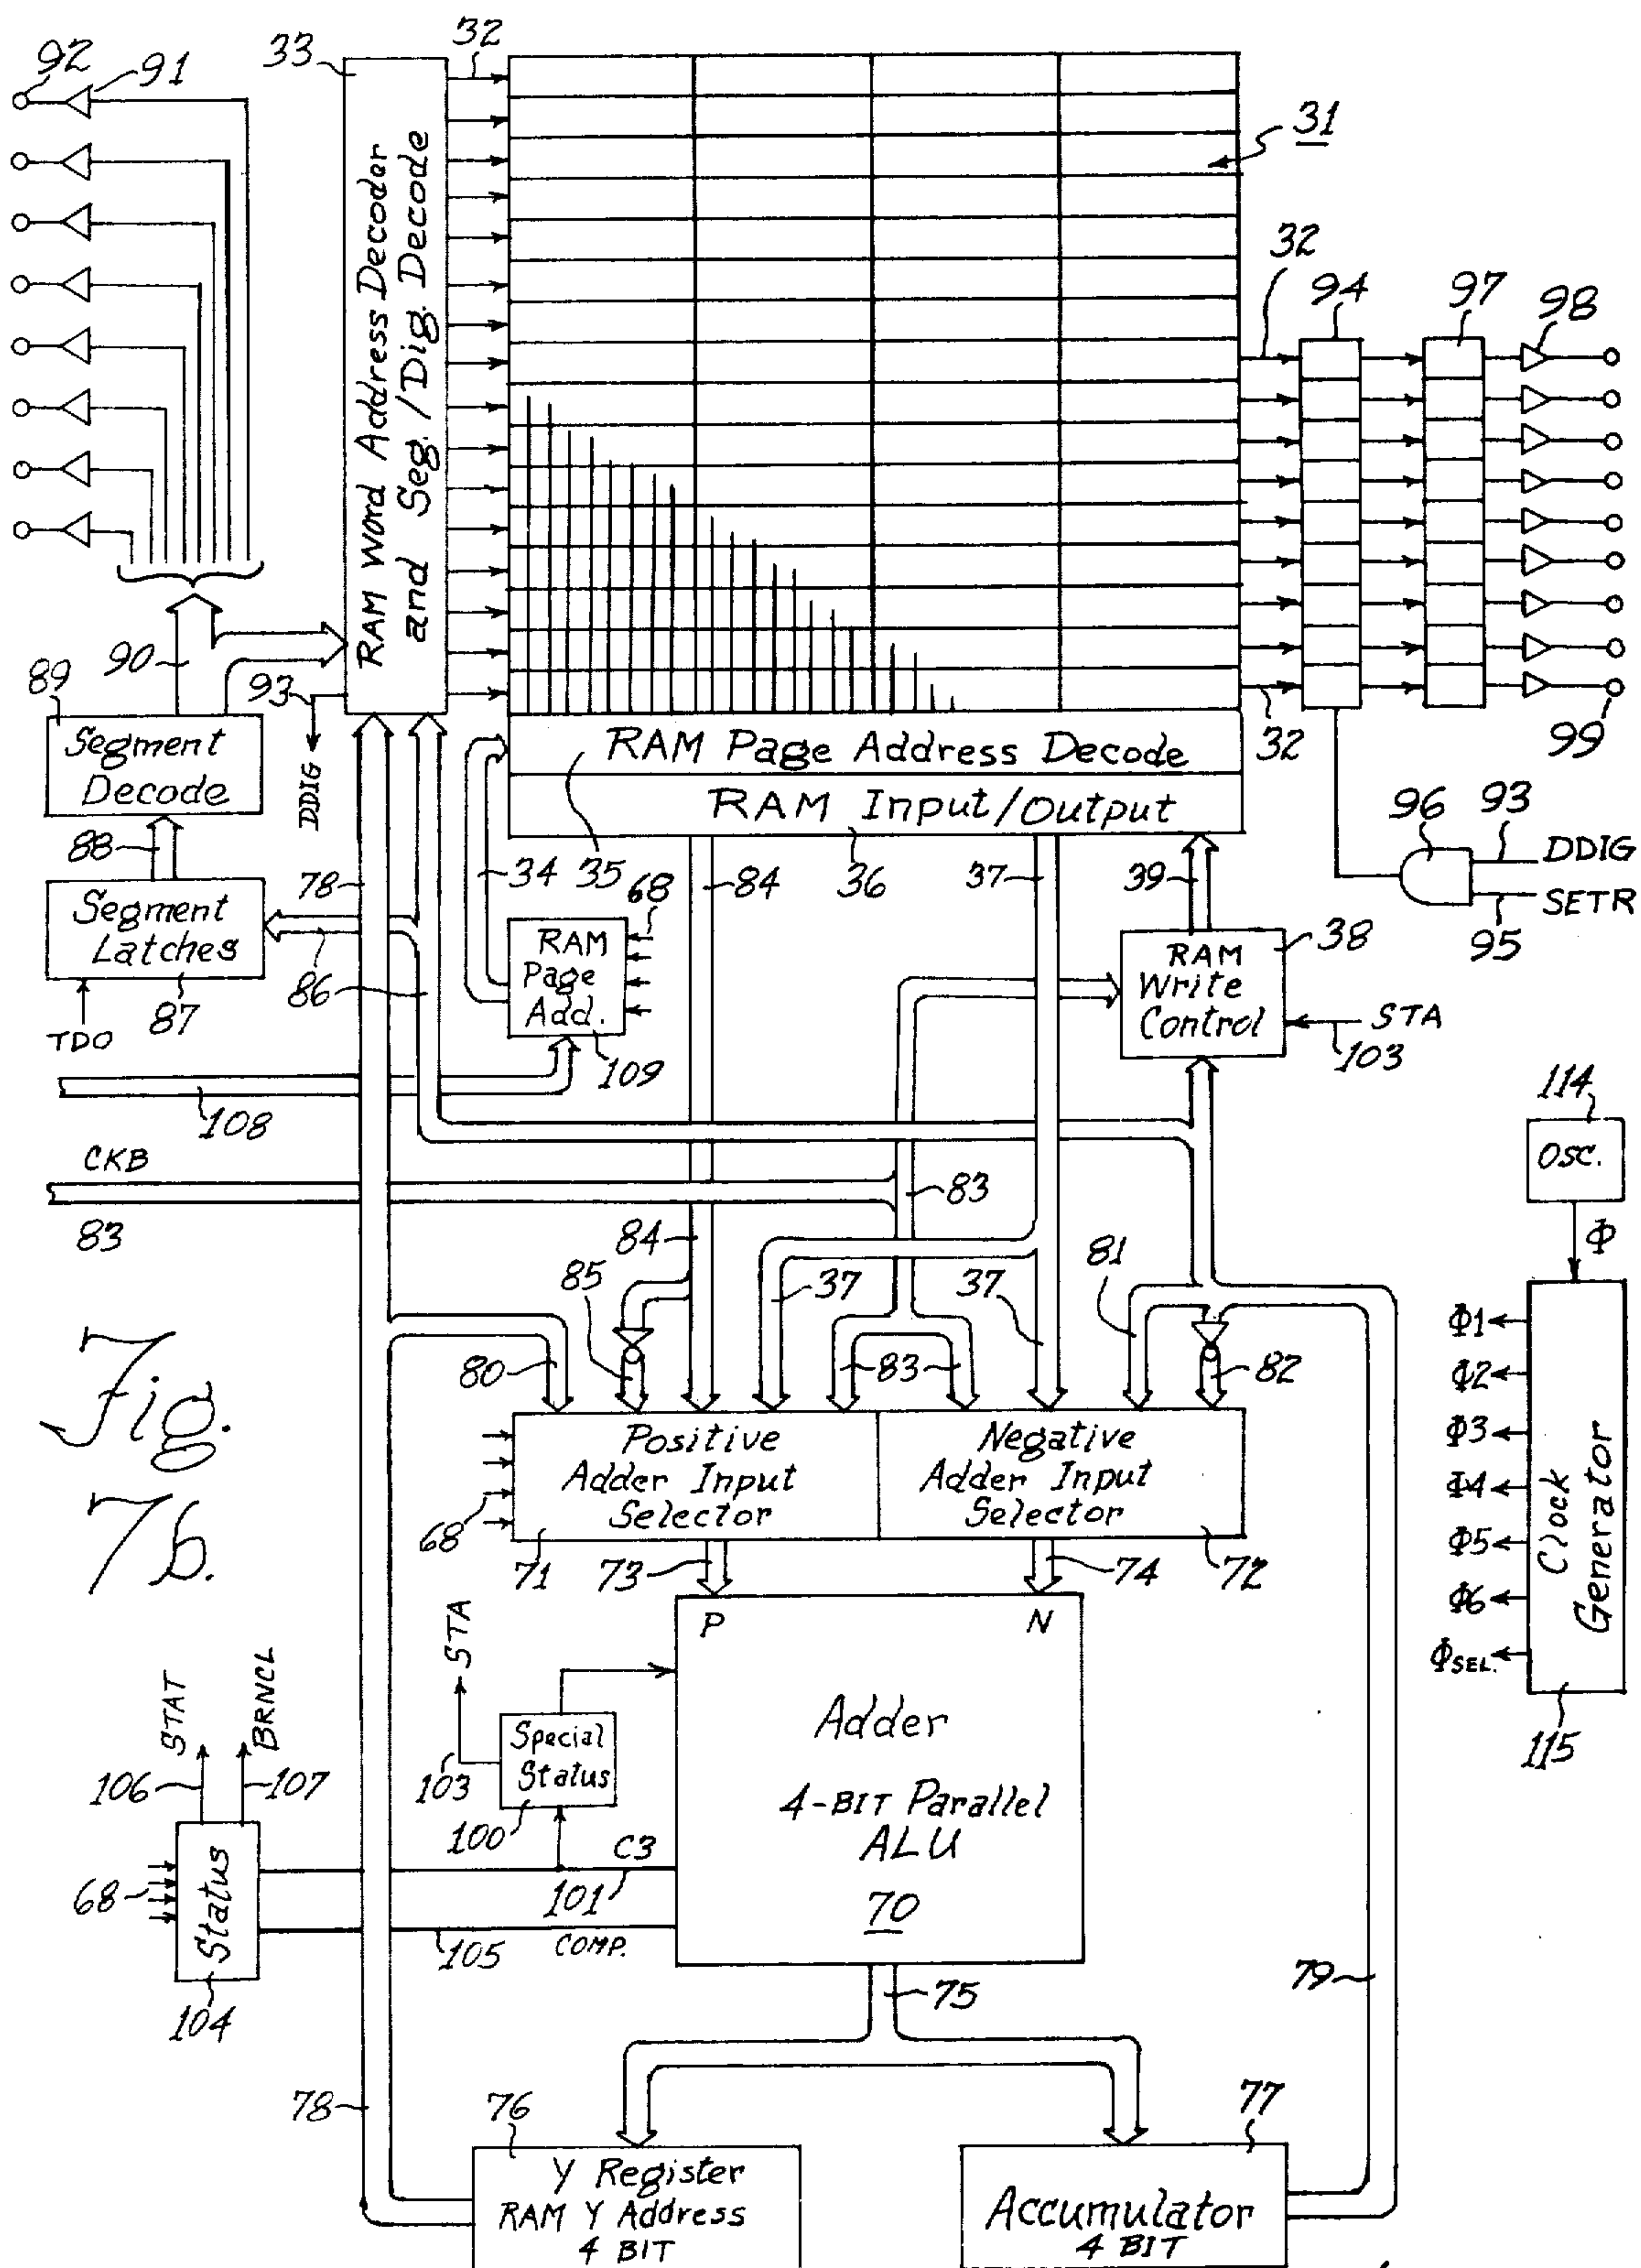 92
91
33
32
RAM Word Address Decoder
and Seg./Dig. Decode
31
32
94
97
98
90
89
93
Segment
Decode
DDIG
RAM Page Address Decode
RAM Input/Output
32
99
96
93
DDIG
SETR
95
88
78
34
35
68
84
36
37
39
Segment
Latches
86
87
TDO
RAM
Page
Add.
109
38
RAM
Write
Control
STA
103
108
114
Osc.
Φ
CKB
83
83
84
85
37
37
81
80
83
82
Fig.
7b.
Positive
Adder Input
Selector
Negative
Adder Input
Selector
68
71
73
74
72
Φ1
Φ2
Φ3
Φ4
Φ5
Φ6
ΦSEL.
Clock
Generator
115
STA
P
N
STAT
BRNCL
106
107
103
Special
Status
100
Adder
4-BIT Parallel
ALU
70
C3
101
68
Status
105
COMP.
104
75
79
78
76
77
Y Register
RAM Y Address
4 BIT
Accumulator
4 BIT